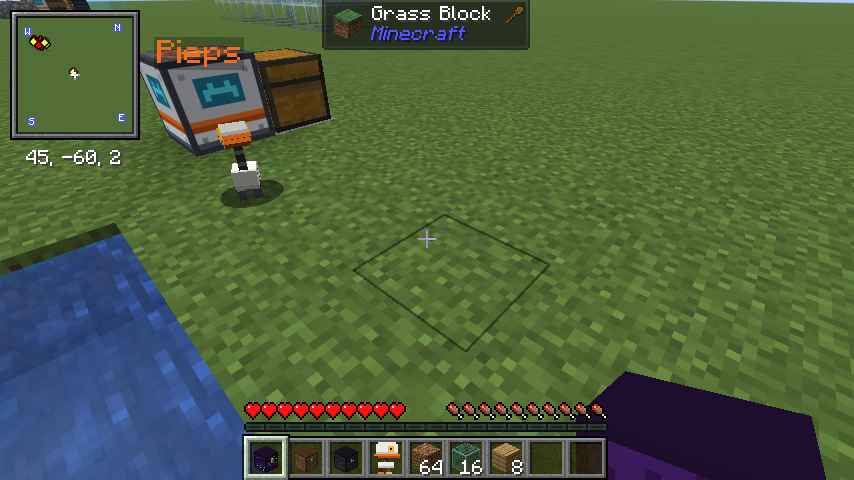 Grass Block
Minecraft
W
N
Pieps
S
E
45, -60, 2
64
16
8